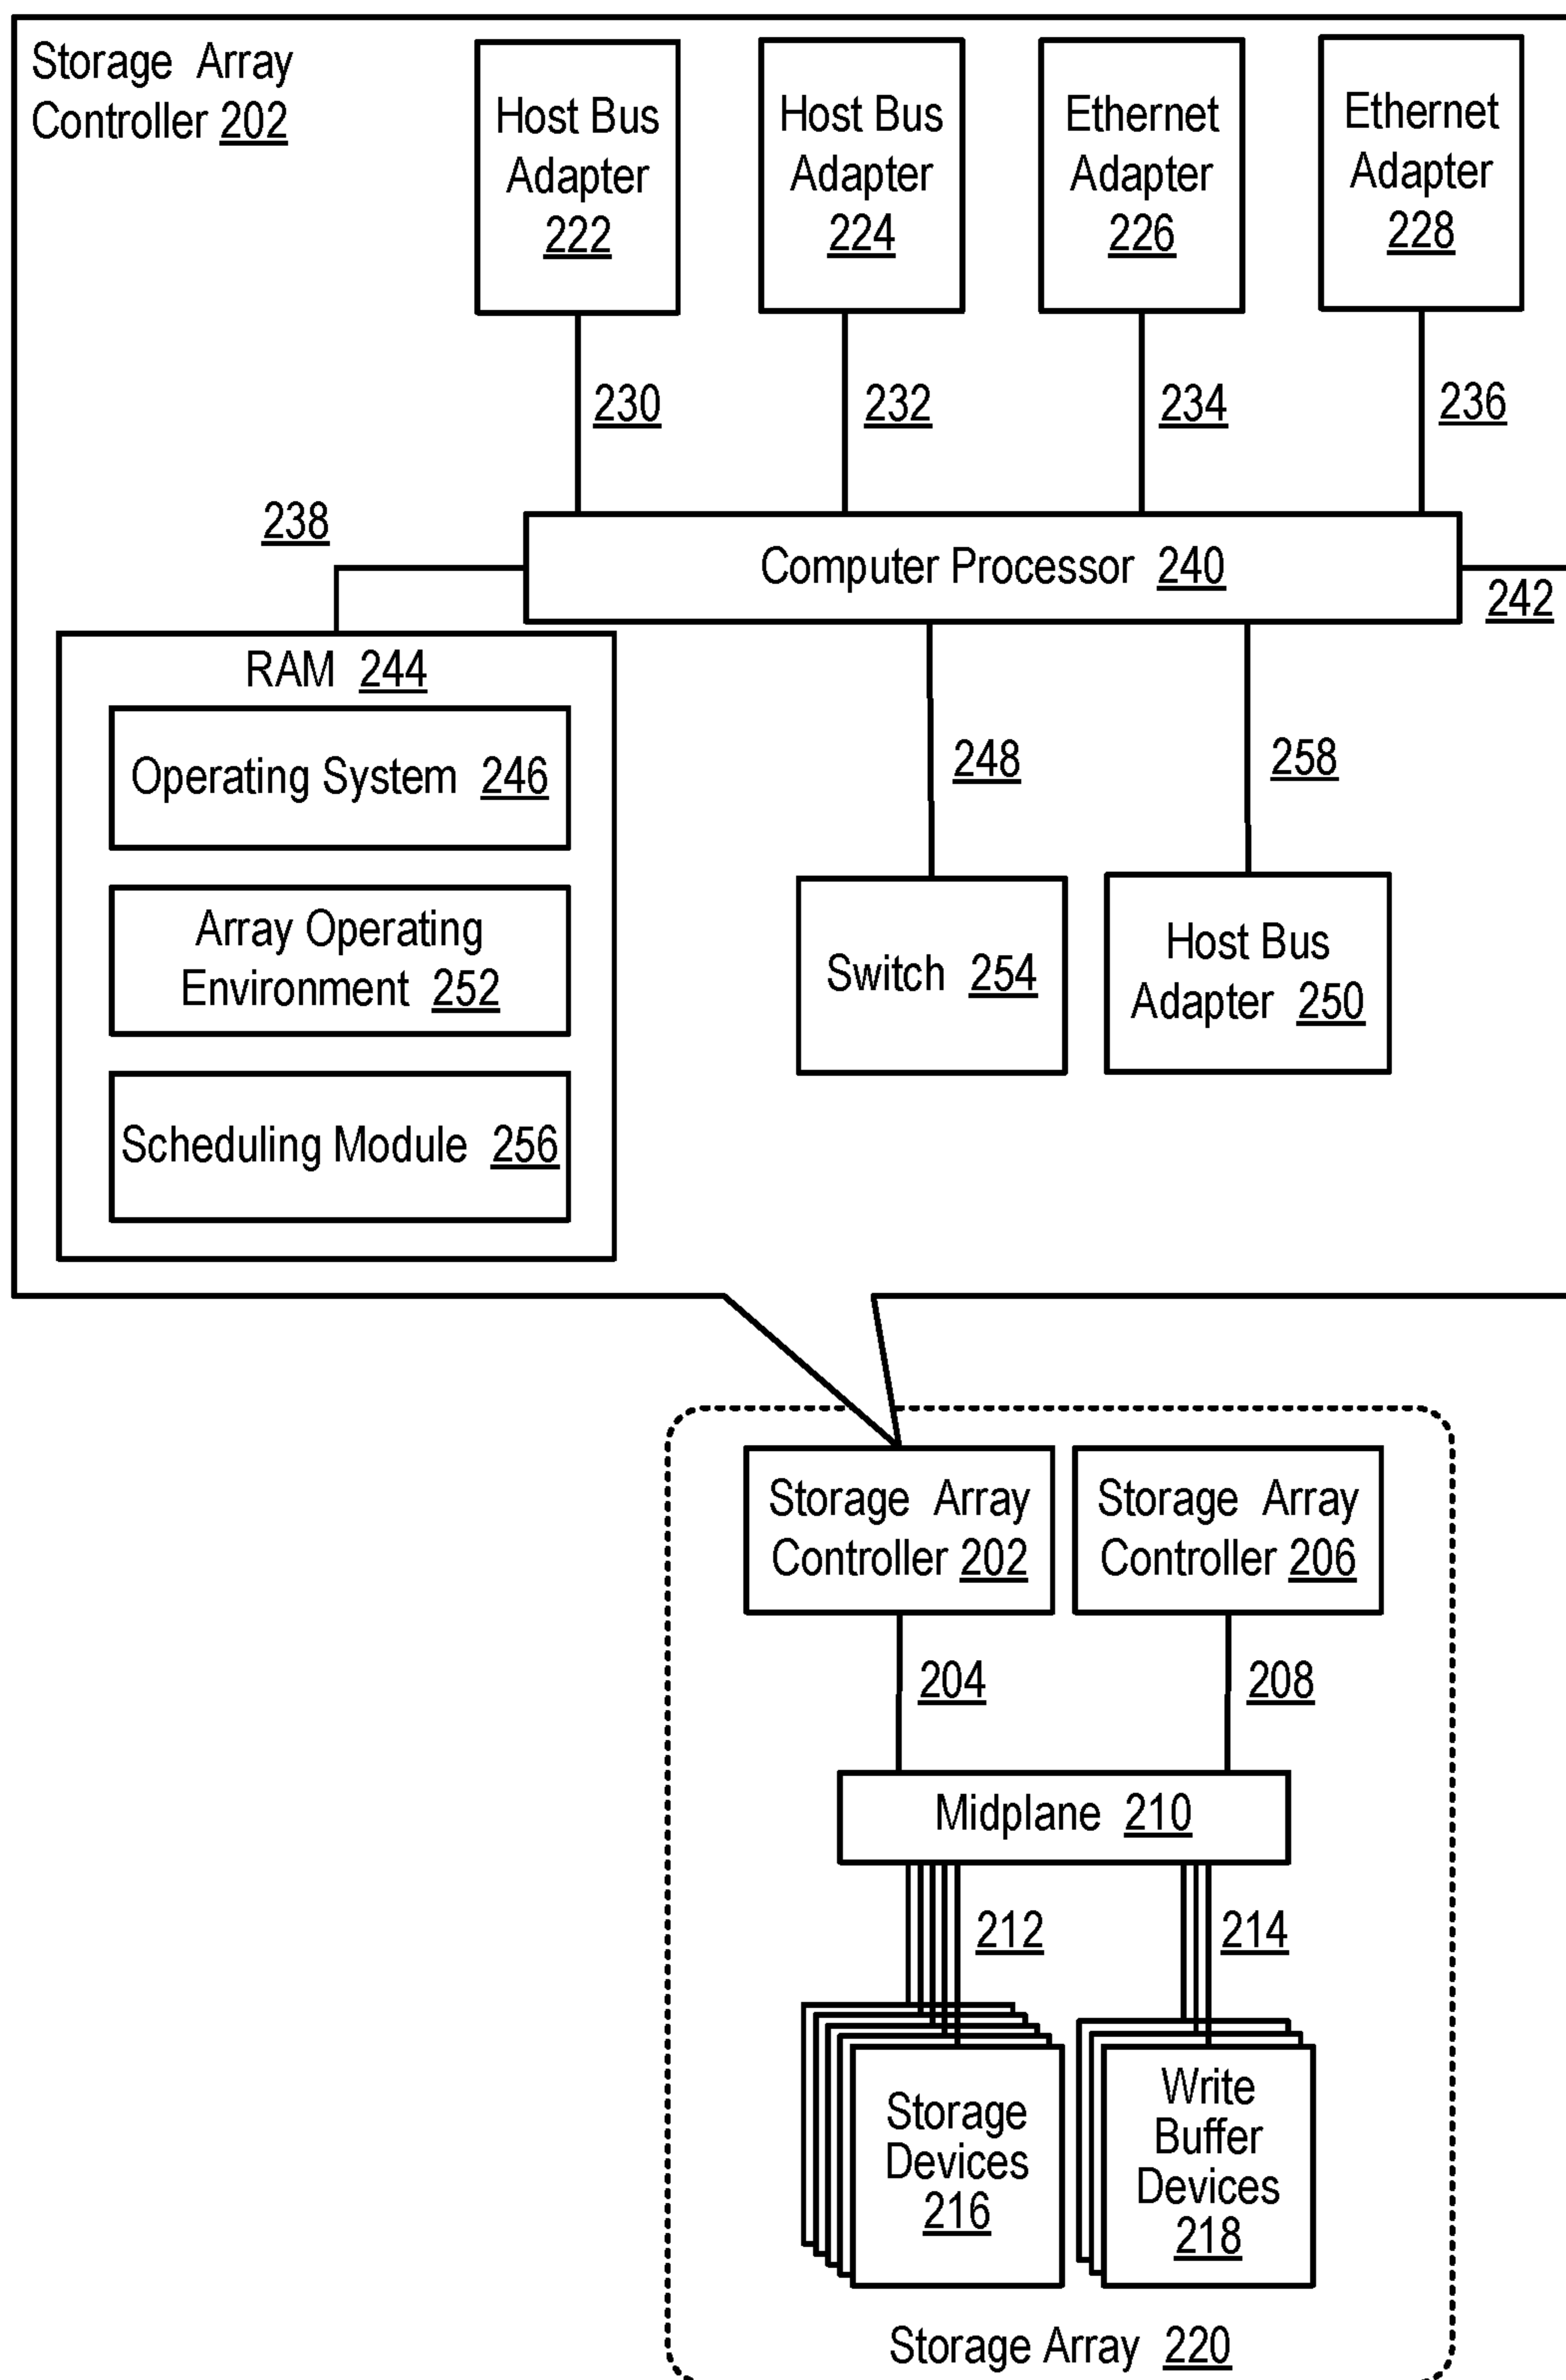 Storage Array
Controller 202
Host Bus
Adapter
222
Host Bus
Adapter
224
Ethernet
Adapter
226
Ethernet
Adapter
228
230
232
234
236
238
Computer Processor 240
242
RAM 244
Operating System 246
Array Operating
Environment 252
Scheduling Module 256
248
258
Switch 254
Host Bus
Adapter 250
Storage Array
Controller 202
Storage Array
Controller 206
204
208
Midplane 210
212
214
Storage
Devices
216
Write
Buffer
Devices
218
Storage Array 220